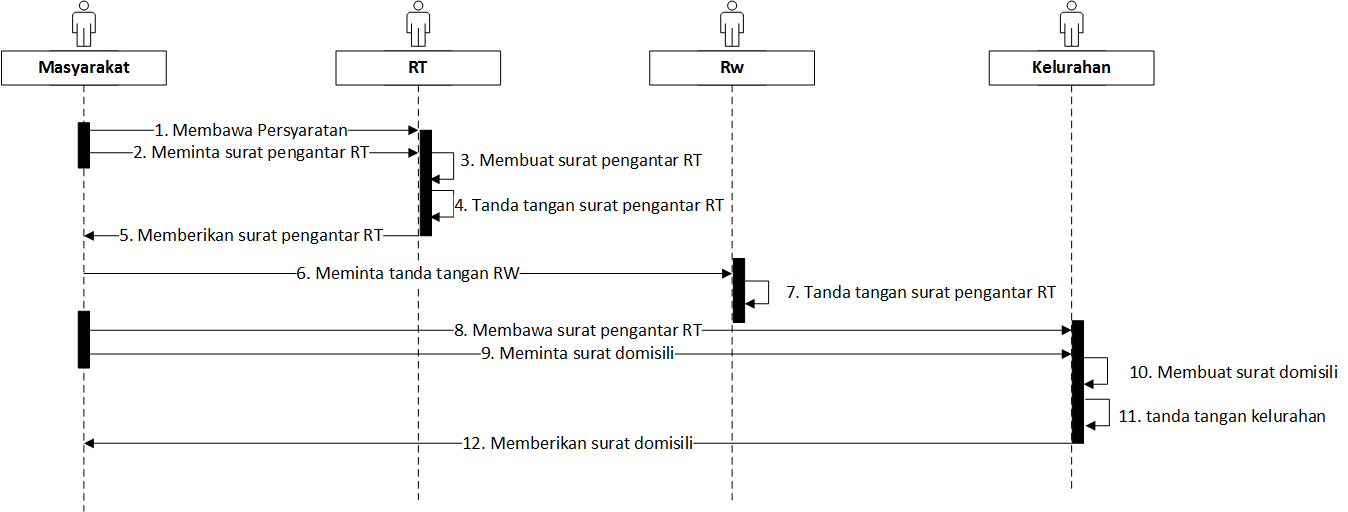 Masyarakat
RT
Rw
Kelurahan
1. Membawa Persyaratan
2. Meminta surat pengantar RT
3. Membuat surat pengantar RT
4. Tanda tangan surat pengantar RT
5. Memberikan surat pengantar RT
6. Meminta tanda tangan RW
7. Tanda tangan surat pengantar RT
8. Membawa surat pengantar RT
9. Meminta surat domisili
10. Membuat surat domisili
11. tanda tangan kelurahan
12. Memberikan surat domisili